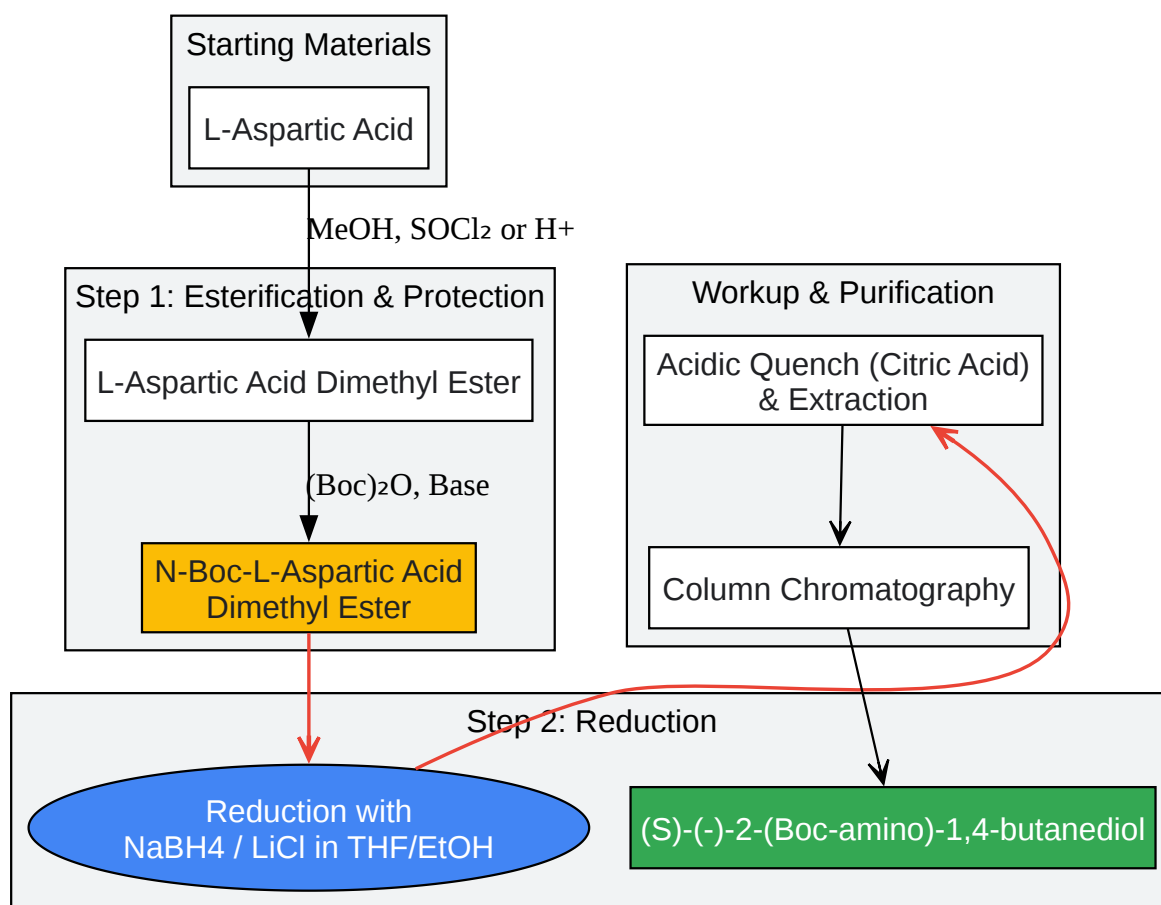 Starting Materials
L-Aspartic Acid
MeOH, SOCl₂ or H+
Step 1: Esterification & Protection
L-Aspartic Acid Dimethyl Ester
(Boc)₂O, Base
N-Boc-L-Aspartic Acid
Dimethyl Ester
Workup & Purification
Acidic Quench (Citric Acid)
& Extraction
Column Chromatography
Step 2: Reduction
Reduction with
NaBH4 / LiCl in THF/EtOH
(S)-(-)-2-(Boc-amino)-1,4-butanediol